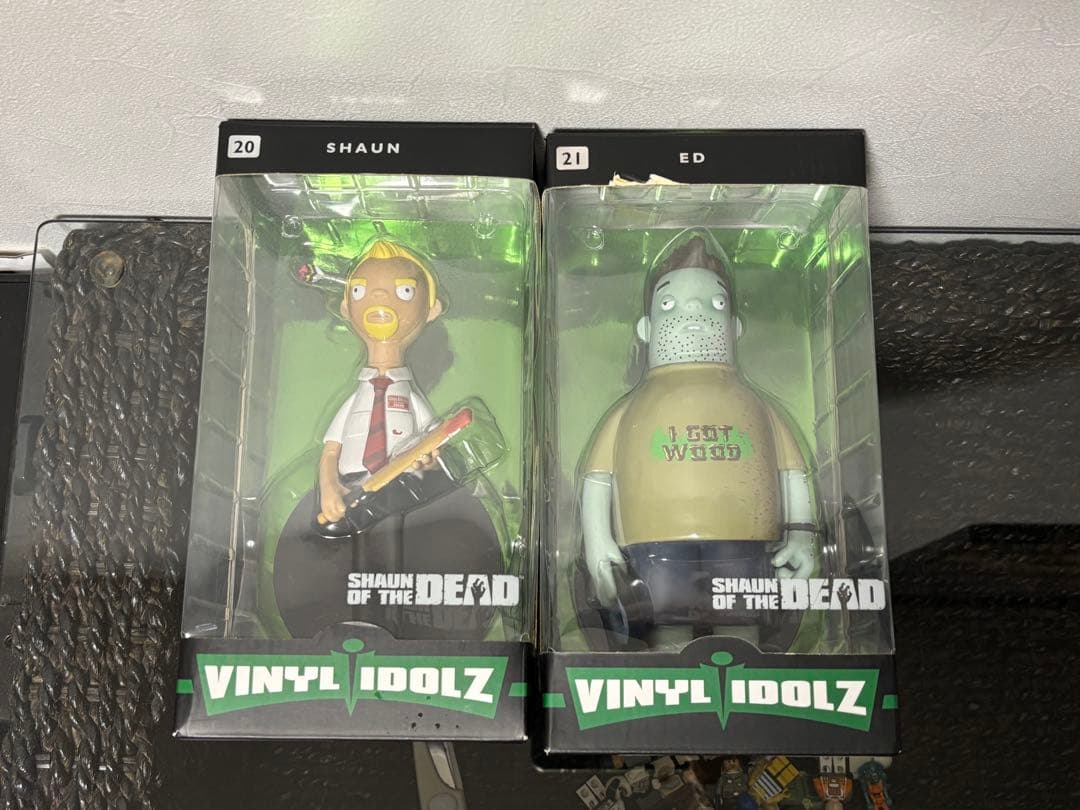 20
SHAUN
SHAUN
OF THE DEAD
VINYL IDOLZ
21
ED
I GOT
WOOD
SHAUN
OF THE DEAD
VINYL IDOLZ